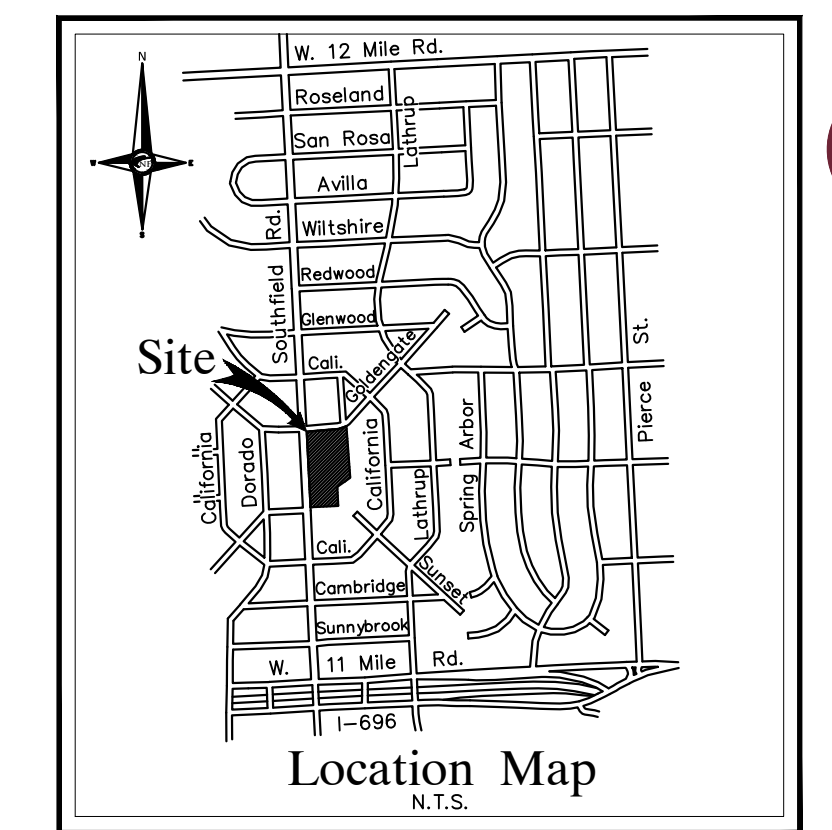 N
W. 12 Mile Rd.
Roseland
Lathrup
San Rosa
Avilla
Southfield Rd.
Wiltshire
Redwood
Glenwood
St.
Site
Cali.
Goldengate
Pierce
California
Dorado
California
Lathrup
Spring Arbor
Cali.
Sunset
Cambridge
Sunnybrook
W. 11 Mile Rd.
I-696
S
Location Map
N.T.S.